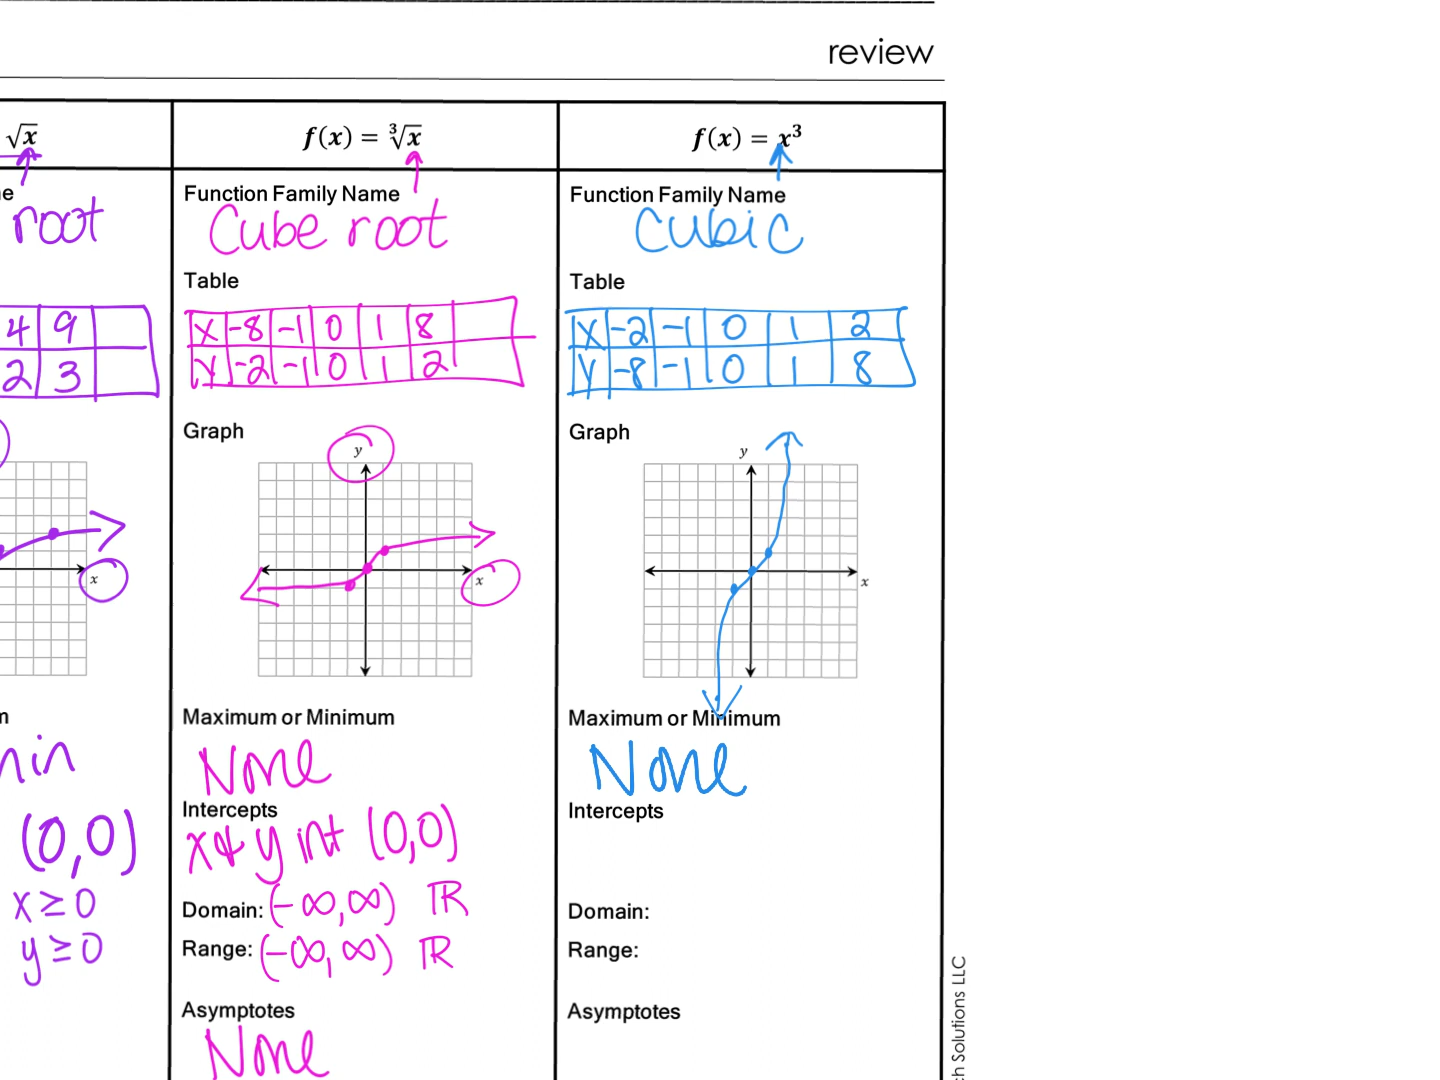 review
√x
f(x) = ∛x
f(x) = x³
root
Function Family Name
Cube root
Table
X -8 -1 0 1 8
Y -2 -1 0 1 2
Graph
y
x
Maximum or Minimum
None
Intercepts
x & y int (0,0)
Domain: (-∞,∞) ℝ
Range: (-∞,∞) ℝ
Asymptotes
None
Function Family Name
cubic
Table
X -2 -1 0 1 2
Y -8 -1 0 1 8
Graph
y
x
Maximum or Minimum
None
Intercepts
Domain:
Range:
Asymptotes
4 9
2 3
x
(0,0)
x ≥ 0
y ≥ 0
ch Solutions LLC